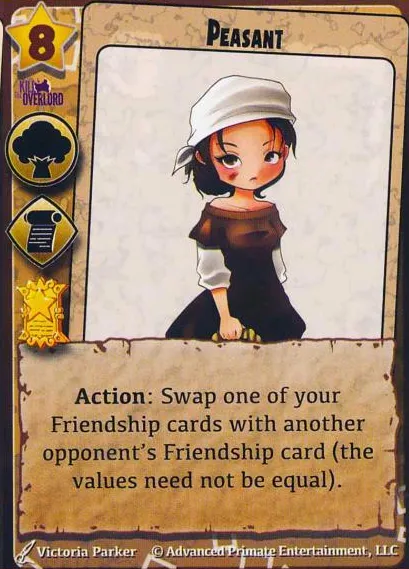 8
PEASANT
KILL
OVERLORD
Action: Swap one of your
Friendship cards with another
opponent's Friendship card (the
values need not be equal).
Victoria Parker © Advanced Primate Entertainment, LLC